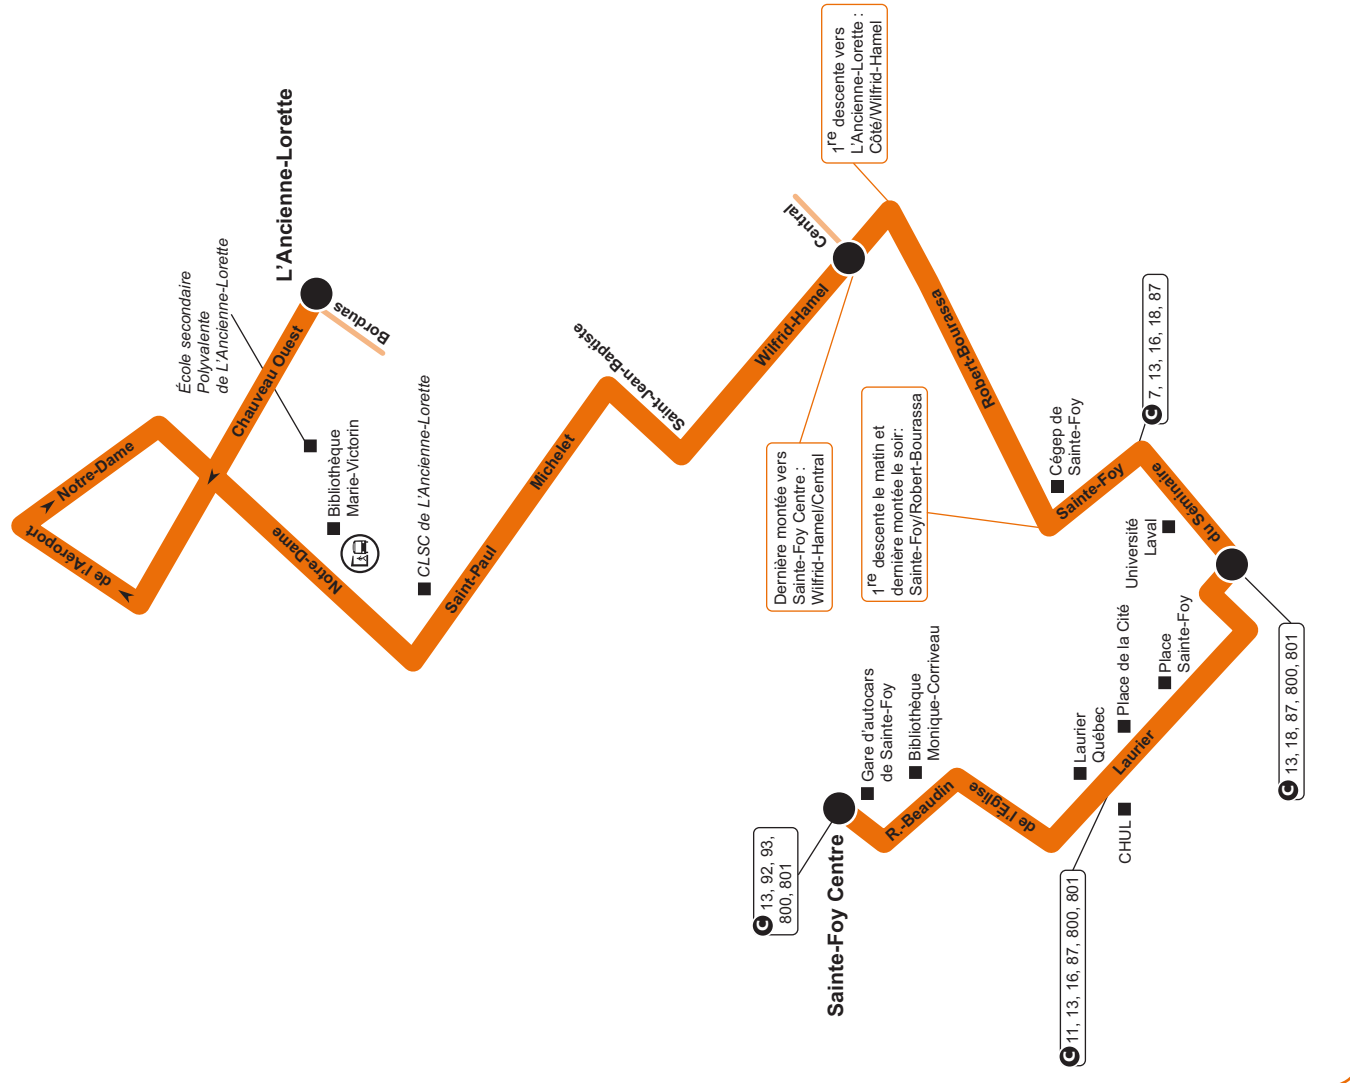 École secondaire
Polyvalente
de L'Ancienne-Lorette
L'Ancienne-Lorette
Borduas
Chauveau Ouest
Notre-Dame
de l'Aéroport
Notre-Dame
Bibliothèque
Marie-Victorin
CLSC de L'Ancienne-Lorette
Saint-Paul
Michelet
Saint-Jean-Baptiste
Wilfrid-Hamel
Central
1re descente vers
L'Ancienne-Lorette :
Côté/Wilfrid-Hamel
Dernière montée vers
Sainte-Foy Centre :
Wilfrid-Hamel/Central
1re descente le matin et
dernière montée le soir:
Sainte-Foy/Robert-Bourassa
Robert-Bourassa
Cégep de
Sainte-Foy
Sainte-Foy
C 7, 13, 16, 18, 87
du Séminaire
Université
Laval
C 13, 18, 87, 800, 801
Place
Sainte-Foy
Place de la Cité
Laurier
Québec
Laurier
CHUL
C 11, 13, 16, 87, 800, 801
de l'Église
R.-Beaudin
Bibliothèque
Monique-Corriveau
Gare d'autocars
de Sainte-Foy
Sainte-Foy Centre
C 13, 92, 93,
800, 801